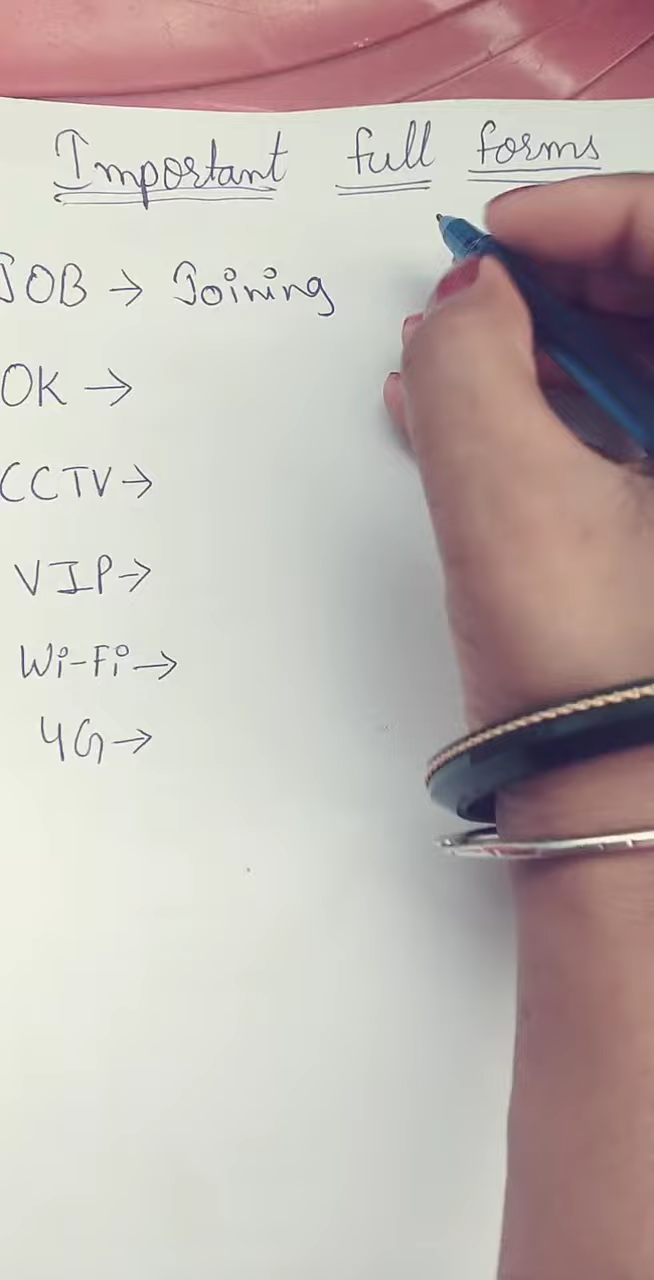 Important full forms
JOB → Joining
OK →
CCTV →
VIP →
Wi-Fi →
4G →